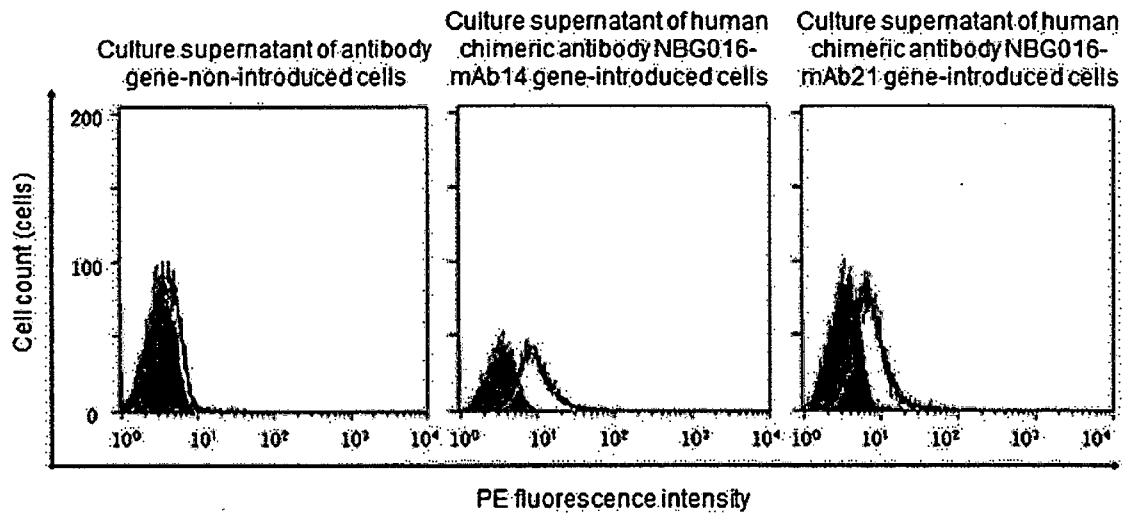 Culture supernatant of antibody
gene-non-introduced cells
Culture supernatant of human
chimeric antibody NBG016-
mAb14 gene-introduced cells
Culture supernatant of human
chimeric antibody NBG016-
mAb21 gene-introduced cells
Cell count (cells)
200
100
0
10⁰ 10¹ 10² 10³ 10⁴
10⁰ 10¹ 10² 10³ 10⁴
10⁰ 10¹ 10² 10³ 10⁴
PE fluorescence intensity